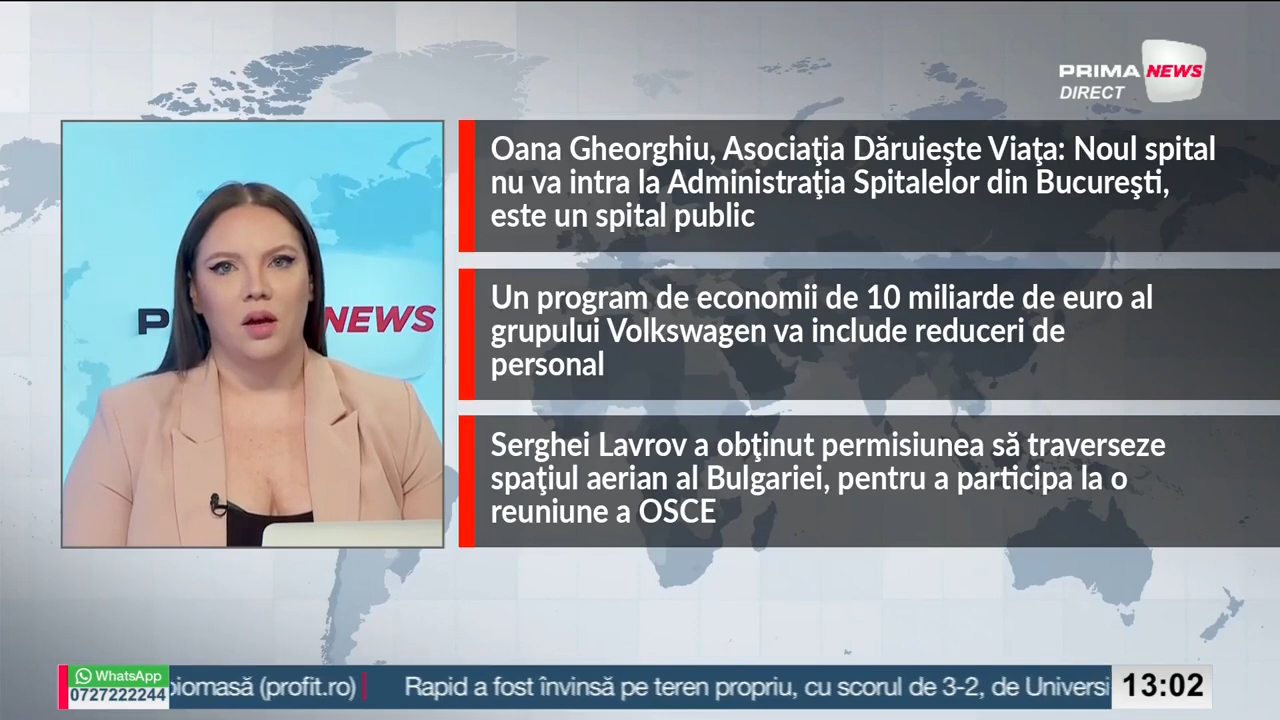 PRIMA NEWS
DIRECT
Oana Gheorghiu, Asociaţia Dăruieşte Viaţa: Noul spital
nu va intra la Administraţia Spitalelor din Bucureşti,
este un spital public
P NEWS
Un program de economii de 10 miliarde de euro al
grupului Volkswagen va include reduceri de
personal
Serghei Lavrov a obţinut permisiunea să traverseze
spaţiul aerian al Bulgariei, pentru a participa la o
reuniune a OSCE
WhatsApp
0727222244
biomasă (profit.ro) Rapid a fost învinsă pe teren propriu, cu scorul de 3-2, de Universi
13:02